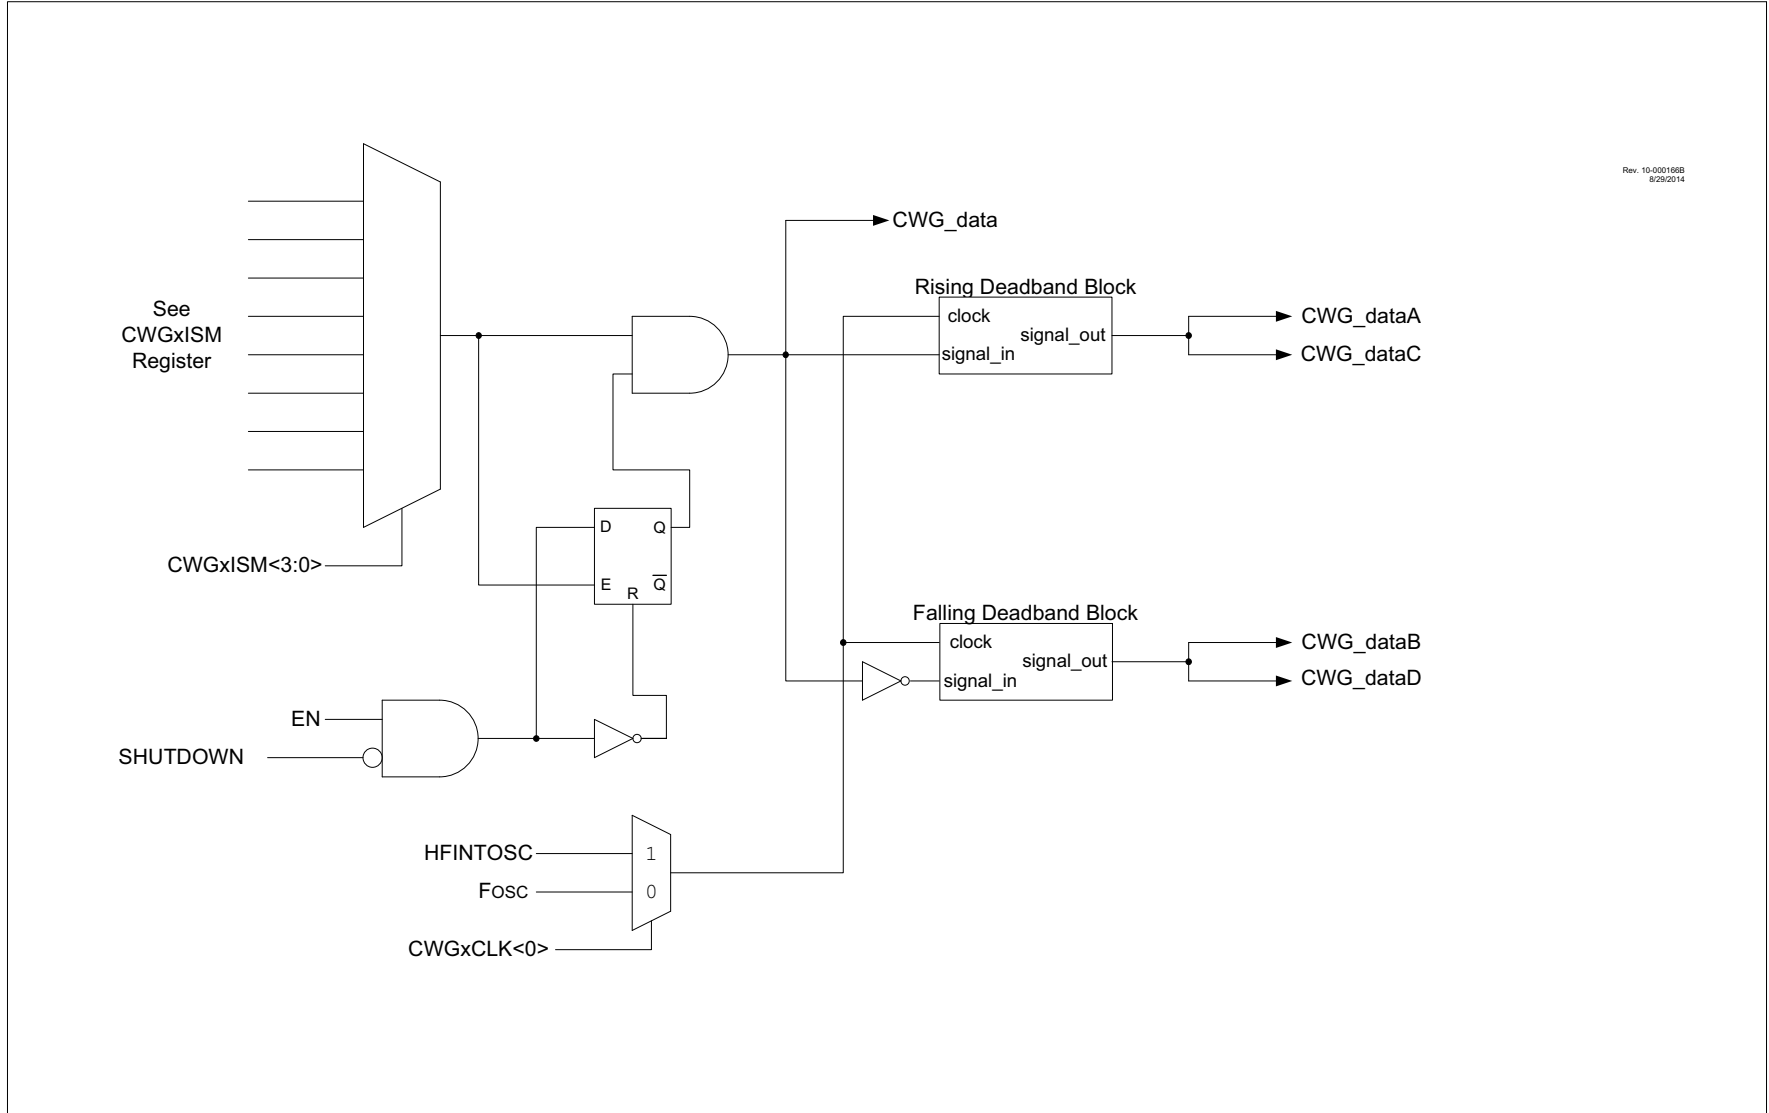 Rev. 10-000166B
8/29/2014
CWG_data
See
CWGxISM
Register
Rising Deadband Block
clock
signal_out
signal_in
CWG_dataA
CWG_dataC
CWGxISM<3:0>
D
Q
E
R
Q
Falling Deadband Block
clock
signal_out
signal_in
CWG_dataB
CWG_dataD
EN
SHUTDOWN
HFINTOSC
1
FOSC
0
CWGxCLK<0>